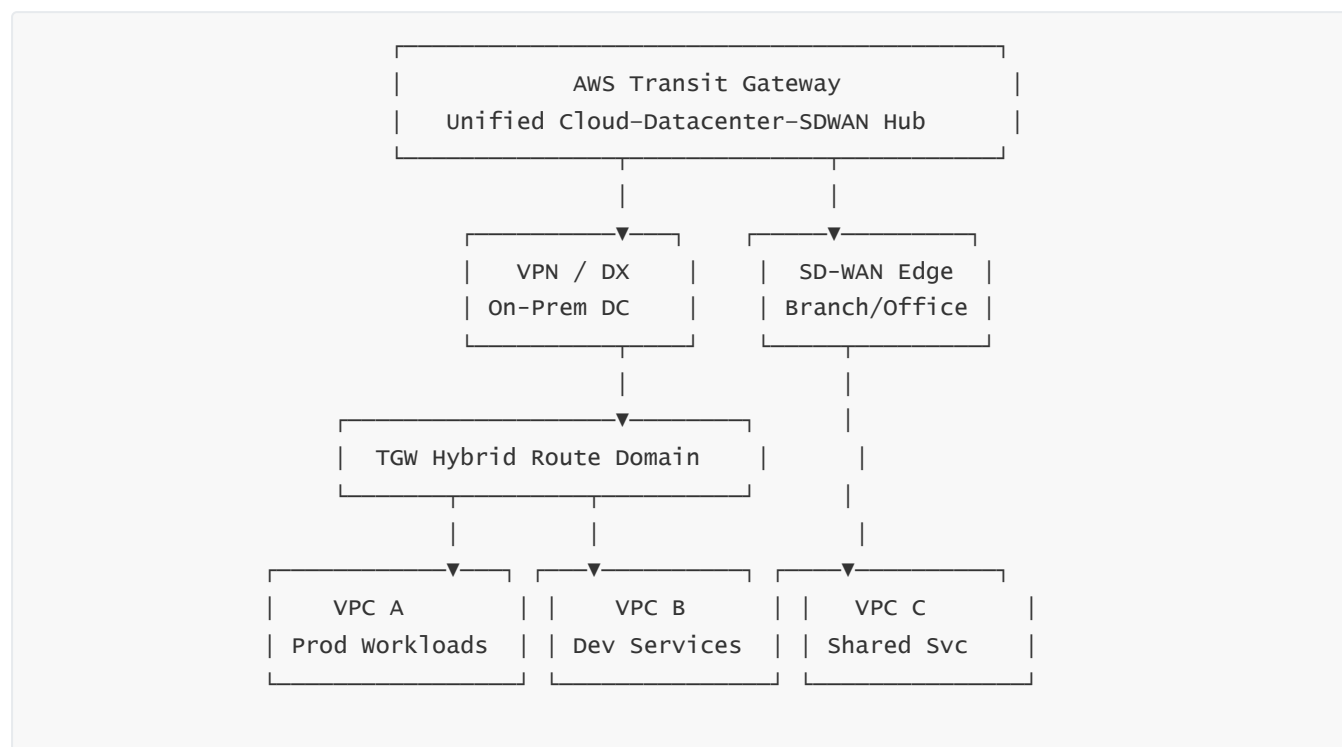 AWS Transit Gateway
Unified Cloud–Datacenter–SDWAN Hub
VPN / DX SD-WAN Edge
On-Prem DC Branch/Office
TGW Hybrid Route Domain
VPC A VPC B VPC C
Prod Workloads Dev Services Shared Svc